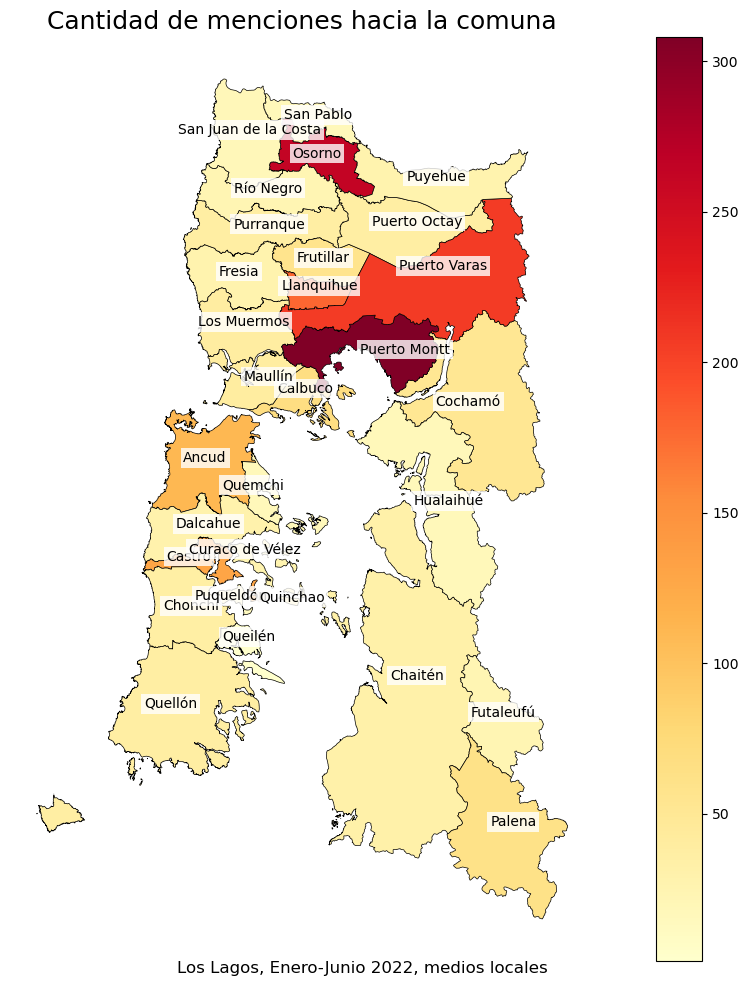 Cantidad de menciones hacia la comuna
300
San Pablo
San Juan de la Costa
Osorno
Puyehue
Río Negro
250
Puerto Octay
Purranque
Frutillar
Puerto Varas
Fresia
Llanquihue
Los Muermos
Puerto Montt
200
Maullín
Calbuco
Cochamó
Ancud
Quemchi
Hualaihué
150
Dalcahue
Curaco de Vélez
Castro
Puqueldó
Quinchao
Chonchi
Queilén
100
Chaitén
Quellón
Futaleufú
50
Palena
Los Lagos, Enero-Junio 2022, medios locales